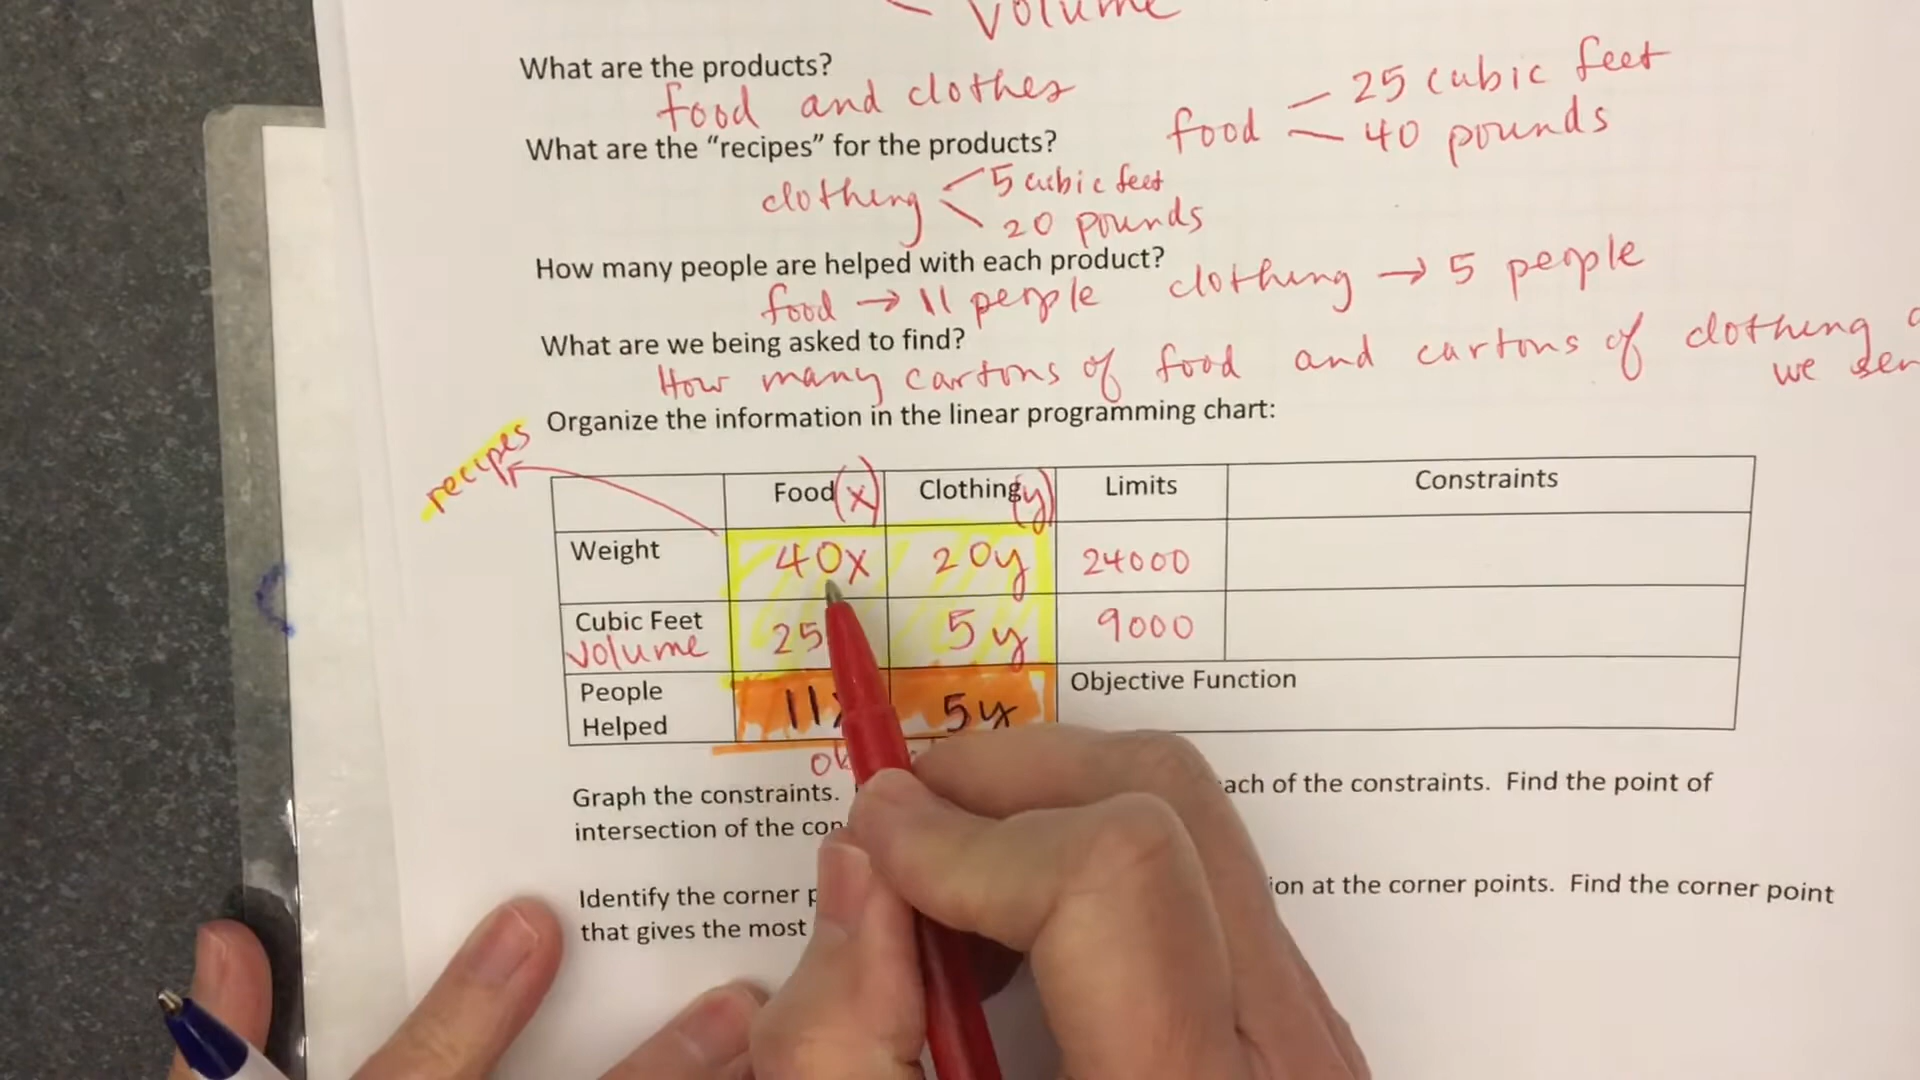 volume
What are the products?
food and clothes
food 25 cubic feet
40 pounds
What are the “recipes” for the products?
clothing 5 cubic feet
20 pounds
How many people are helped with each product?
food → 11 people clothing → 5 people
What are we being asked to find?
How many cartons of food and cartons of clothing
we
Organize the information in the linear programming chart:
recipes
Food (x) Clothing (y) Limits Constraints
Weight 40x 20y 24000
Cubic Feet
volume 25 5y 9000
People
Helped 11 5y Objective Function
Graph the constraints. ach of the constraints. Find the point of
intersection of the con
Identify the corner p ion at the corner points. Find the corner point
that gives the most